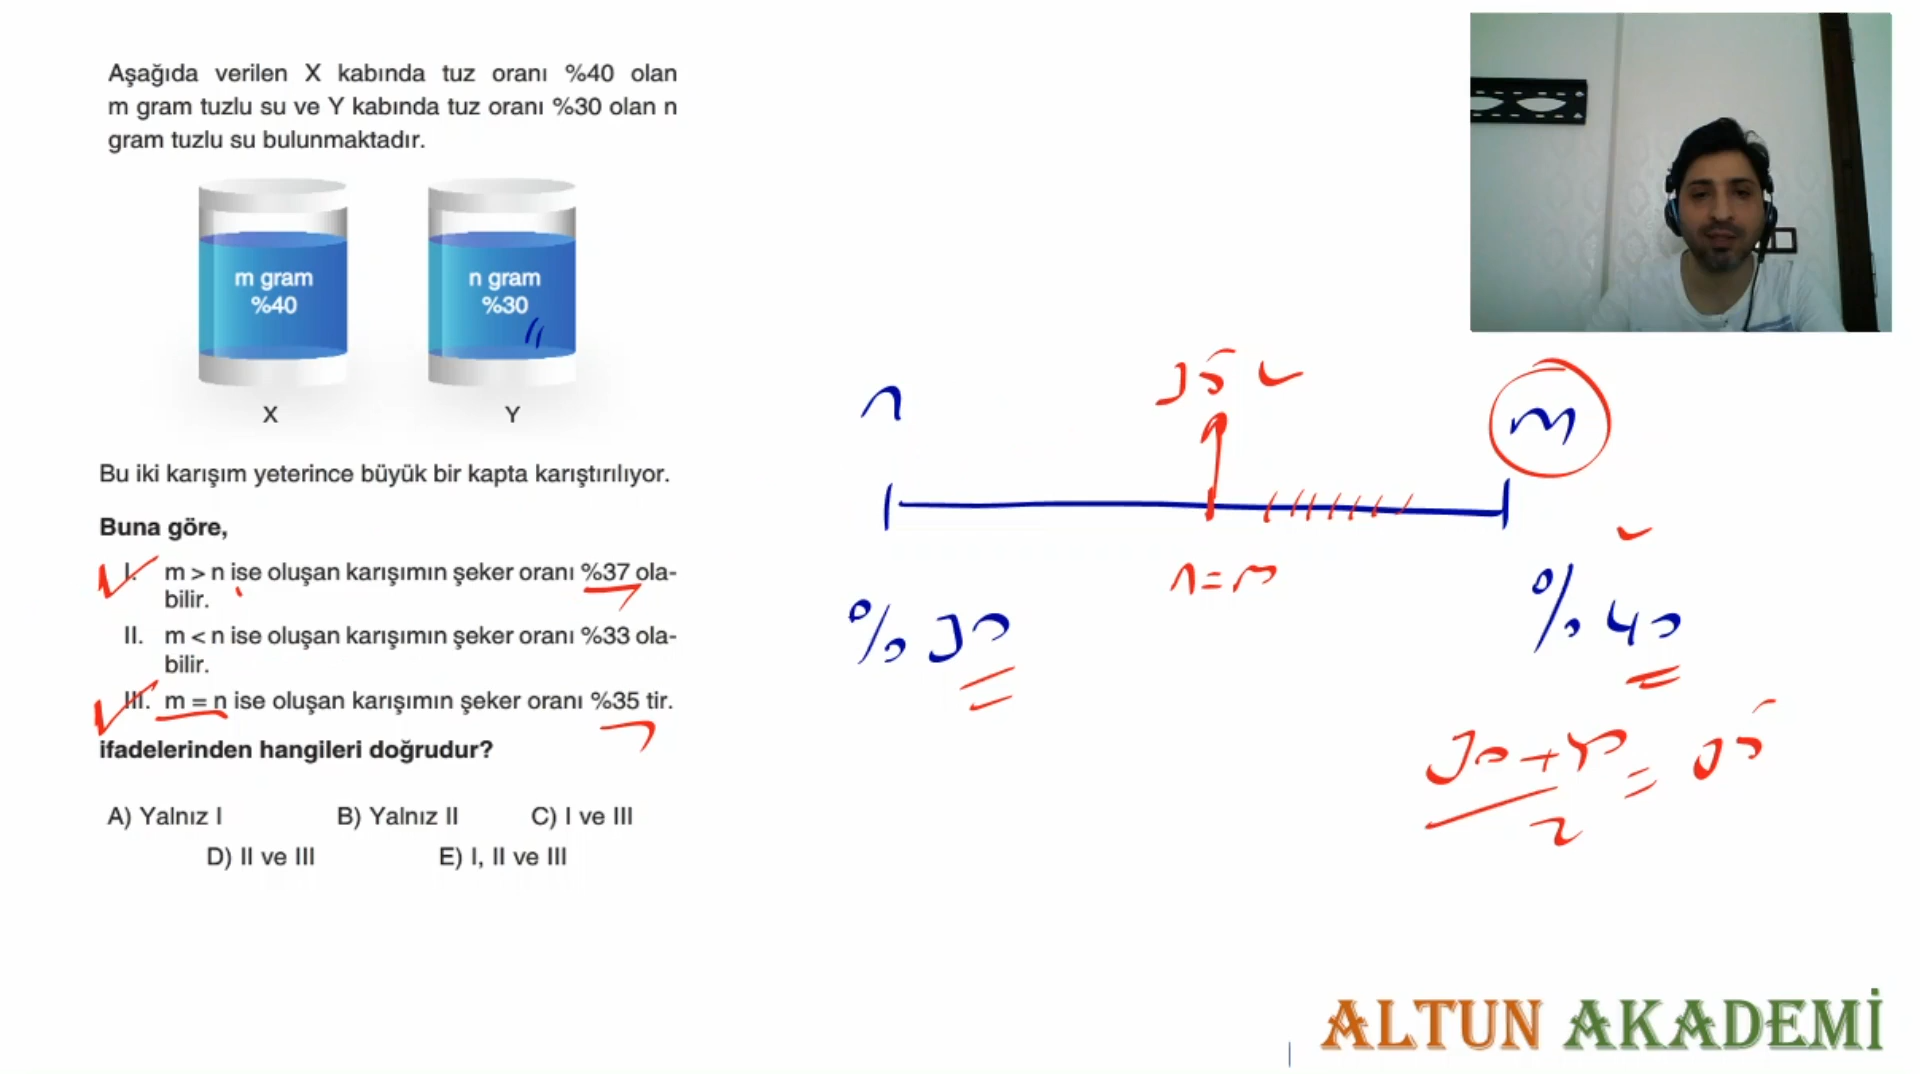 Aşağıda verilen X kabında tuz oranı %40 olan
m gram tuzlu su ve Y kabında tuz oranı %30 olan n
gram tuzlu su bulunmaktadır.
m gram
%40
n gram
%30
X
Y
Bu iki karışım yeterince büyük bir kapta karıştırılıyor.
Buna göre,
I. m > n ise oluşan karışımın şeker oranı %37 ola-
bilir.
II. m < n ise oluşan karışımın şeker oranı %33 ola-
bilir.
III. m = n ise oluşan karışımın şeker oranı %35 tir.
ifadelerinden hangileri doğrudur?
A) Yalnız I B) Yalnız II C) I ve III
D) II ve III E) I, II ve III
n
35
m
n=m
%30
%40
30+40
2
= 35
ALTUN AKADEMİ